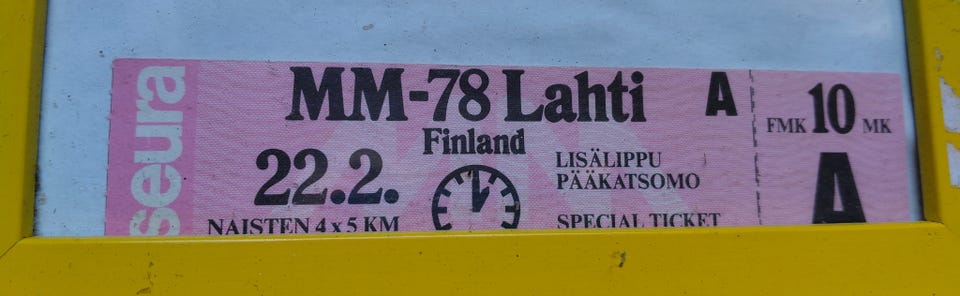 seura
MM-78 Lahti A
Finland
22.2.
NAISTEN 4 x 5 KM
LISÄLIPPU
PÄÄKATSOMO
SPECIAL TICKET
FMK 10 MK
A